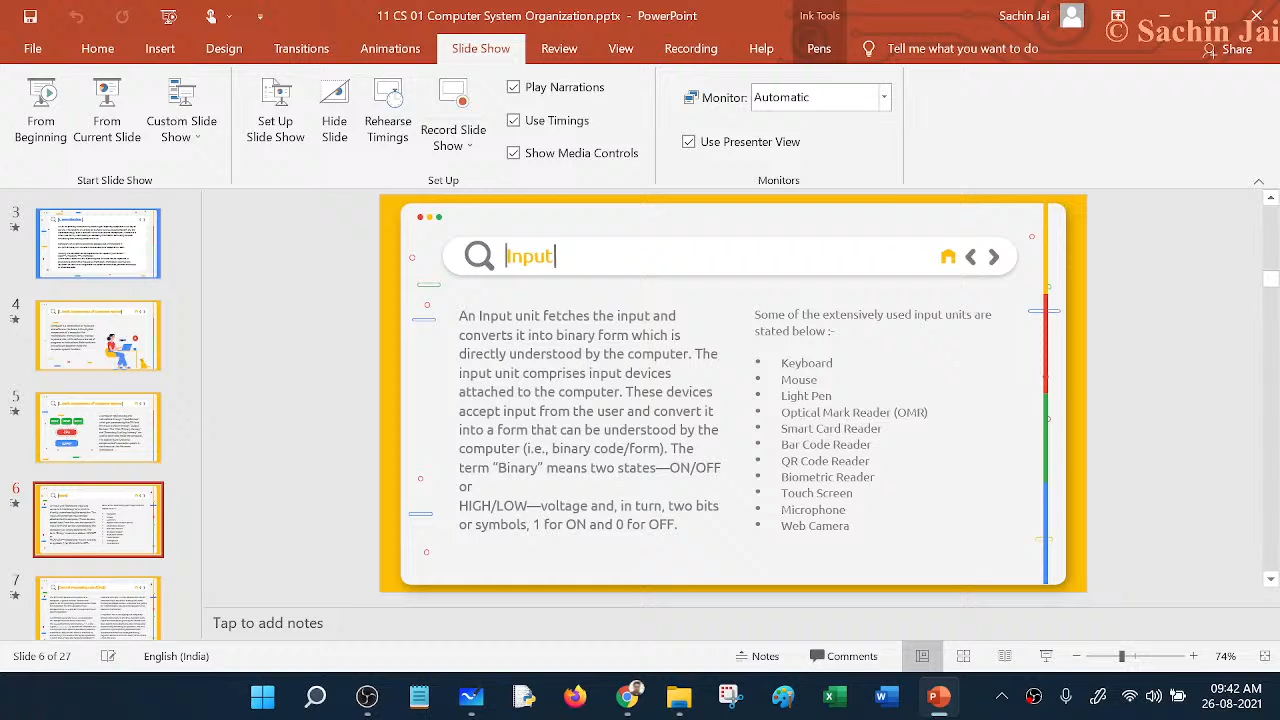 11 CS 01 Computer System - PowerPoint
Ink Tools
Sachin Jai
© Sachin Jai
File Home Insert Design Transitions Animations Slide Show Review View Recording Help Pens Tell me what you want to do Share
From Beginning
From Current Slide
Custom Slide Show
Set Up Slide Show
Hide Slide
Rehearse Timings
Record Slide Show
Play Narrations
Use Timings
Show Media Controls
Monitor: Automatic
Use Presenter View
Start Slide Show
Set Up
Monitors
3
4
5
6
7
Input
An Input unit fetches the input and
converts it into binary form which is
directly understood by the computer. The
input unit comprises input devices
attached to the computer. These devices
accept input from the user and convert it
into a form that can be understood by the
computer (i.e., binary code/form). The
term “Binary” means two states—ON/OFF
or
HIGH/LOW—voltage and, in turn, two bits
or symbols, 1 for ON and 0 for OFF.
Some of the extensively used input units are
stated below :-
• Keyboard
• Mouse
• Light Pen
• Optical Mark Reader (OMR)
• Smart Card Reader
• Bar Code Reader
• QR Code Reader
• Biometric Reader
• Touch Screen
• Microphone
• Web Camera
Tap to add notes
Slide 6 of 27 English (India) Notes Comments 74%
09:42 AM
26-08-2021